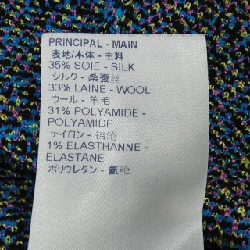 PRINCIPAL - MAIN
表地/本体 - 主料
35% SOIE - SILK
シルク - 桑蚕丝
33% LAINE - WOOL
ウール - 羊毛
31% POLYAMIDE -
POLYAMIDE
ナイロン - 锦纶
1% ELASTHANNE -
ELASTANE
ポリウレタン - 氨纶